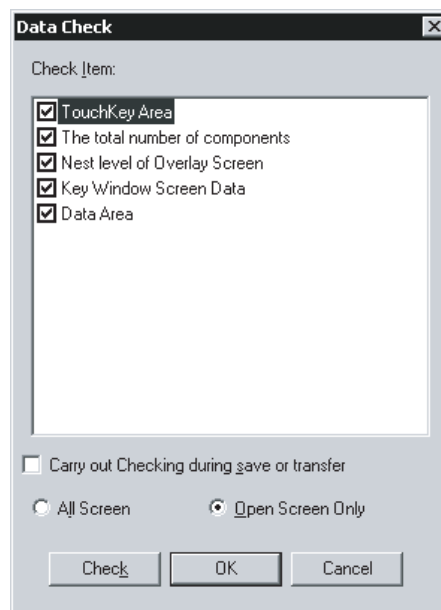 Data Check
Check Item:
TouchKey Area
The total number of components
Nest level of Overlay Screen
Key Window Screen Data
Data Area
Carry out Checking during save or transfer
All Screen Open Screen Only
Check OK Cancel